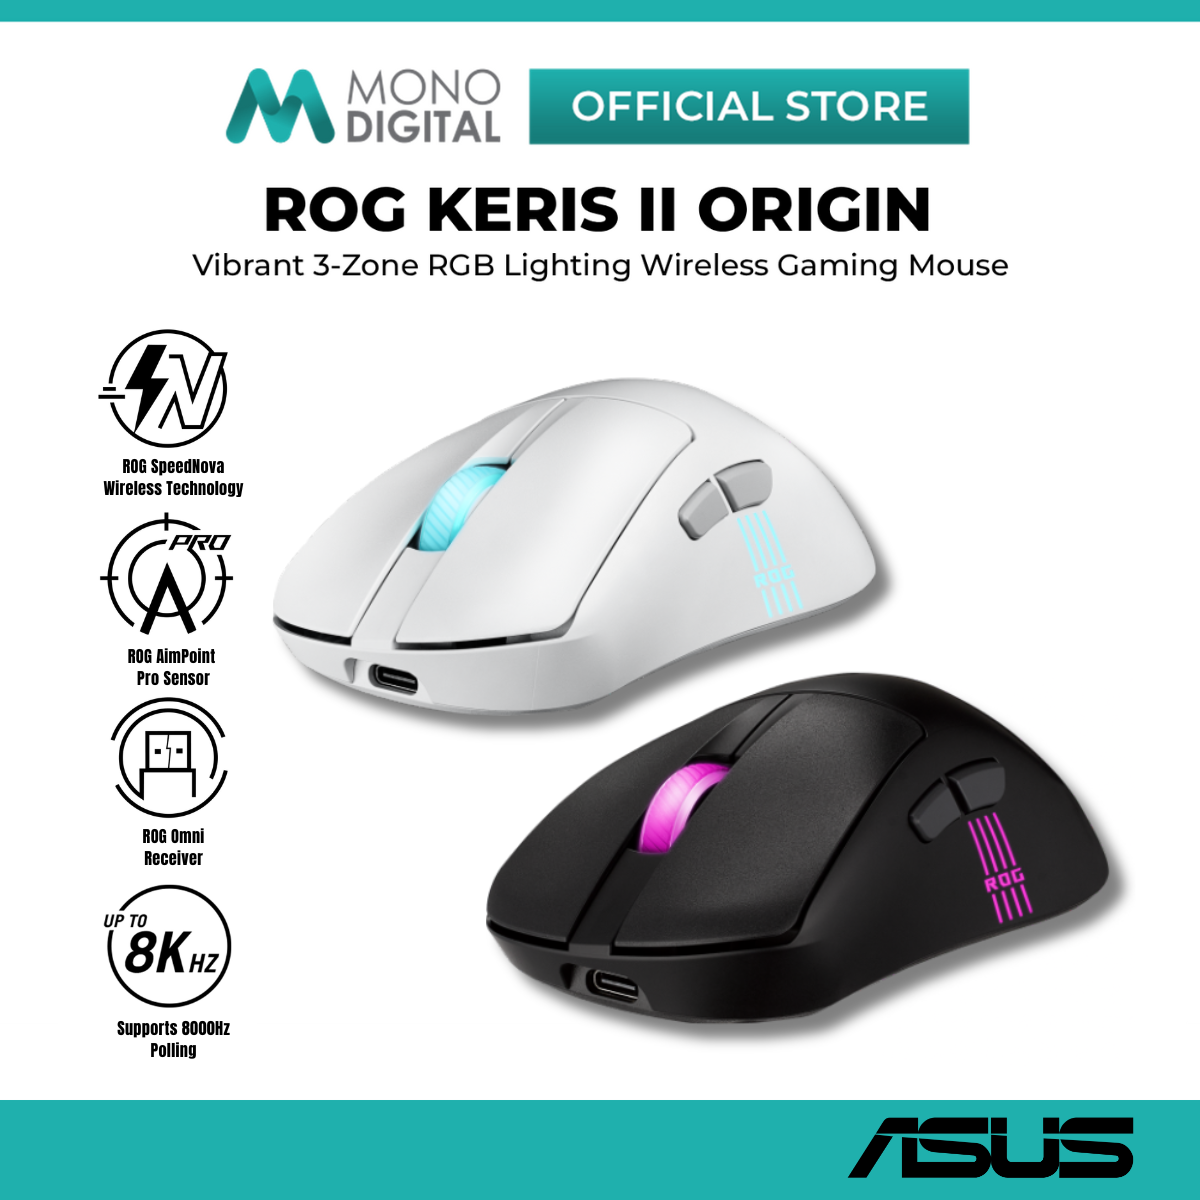 MONO
DIGITAL
OFFICIAL STORE
ROG KERIS II ORIGIN
Vibrant 3-Zone RGB Lighting Wireless Gaming Mouse
N
ROG SpeedNova
Wireless Technology
PRO
ROG AimPoint
Pro Sensor
ROG Omni
Receiver
UP TO
8K HZ
Supports 8000Hz
Polling
ROG
ROG
ASUS